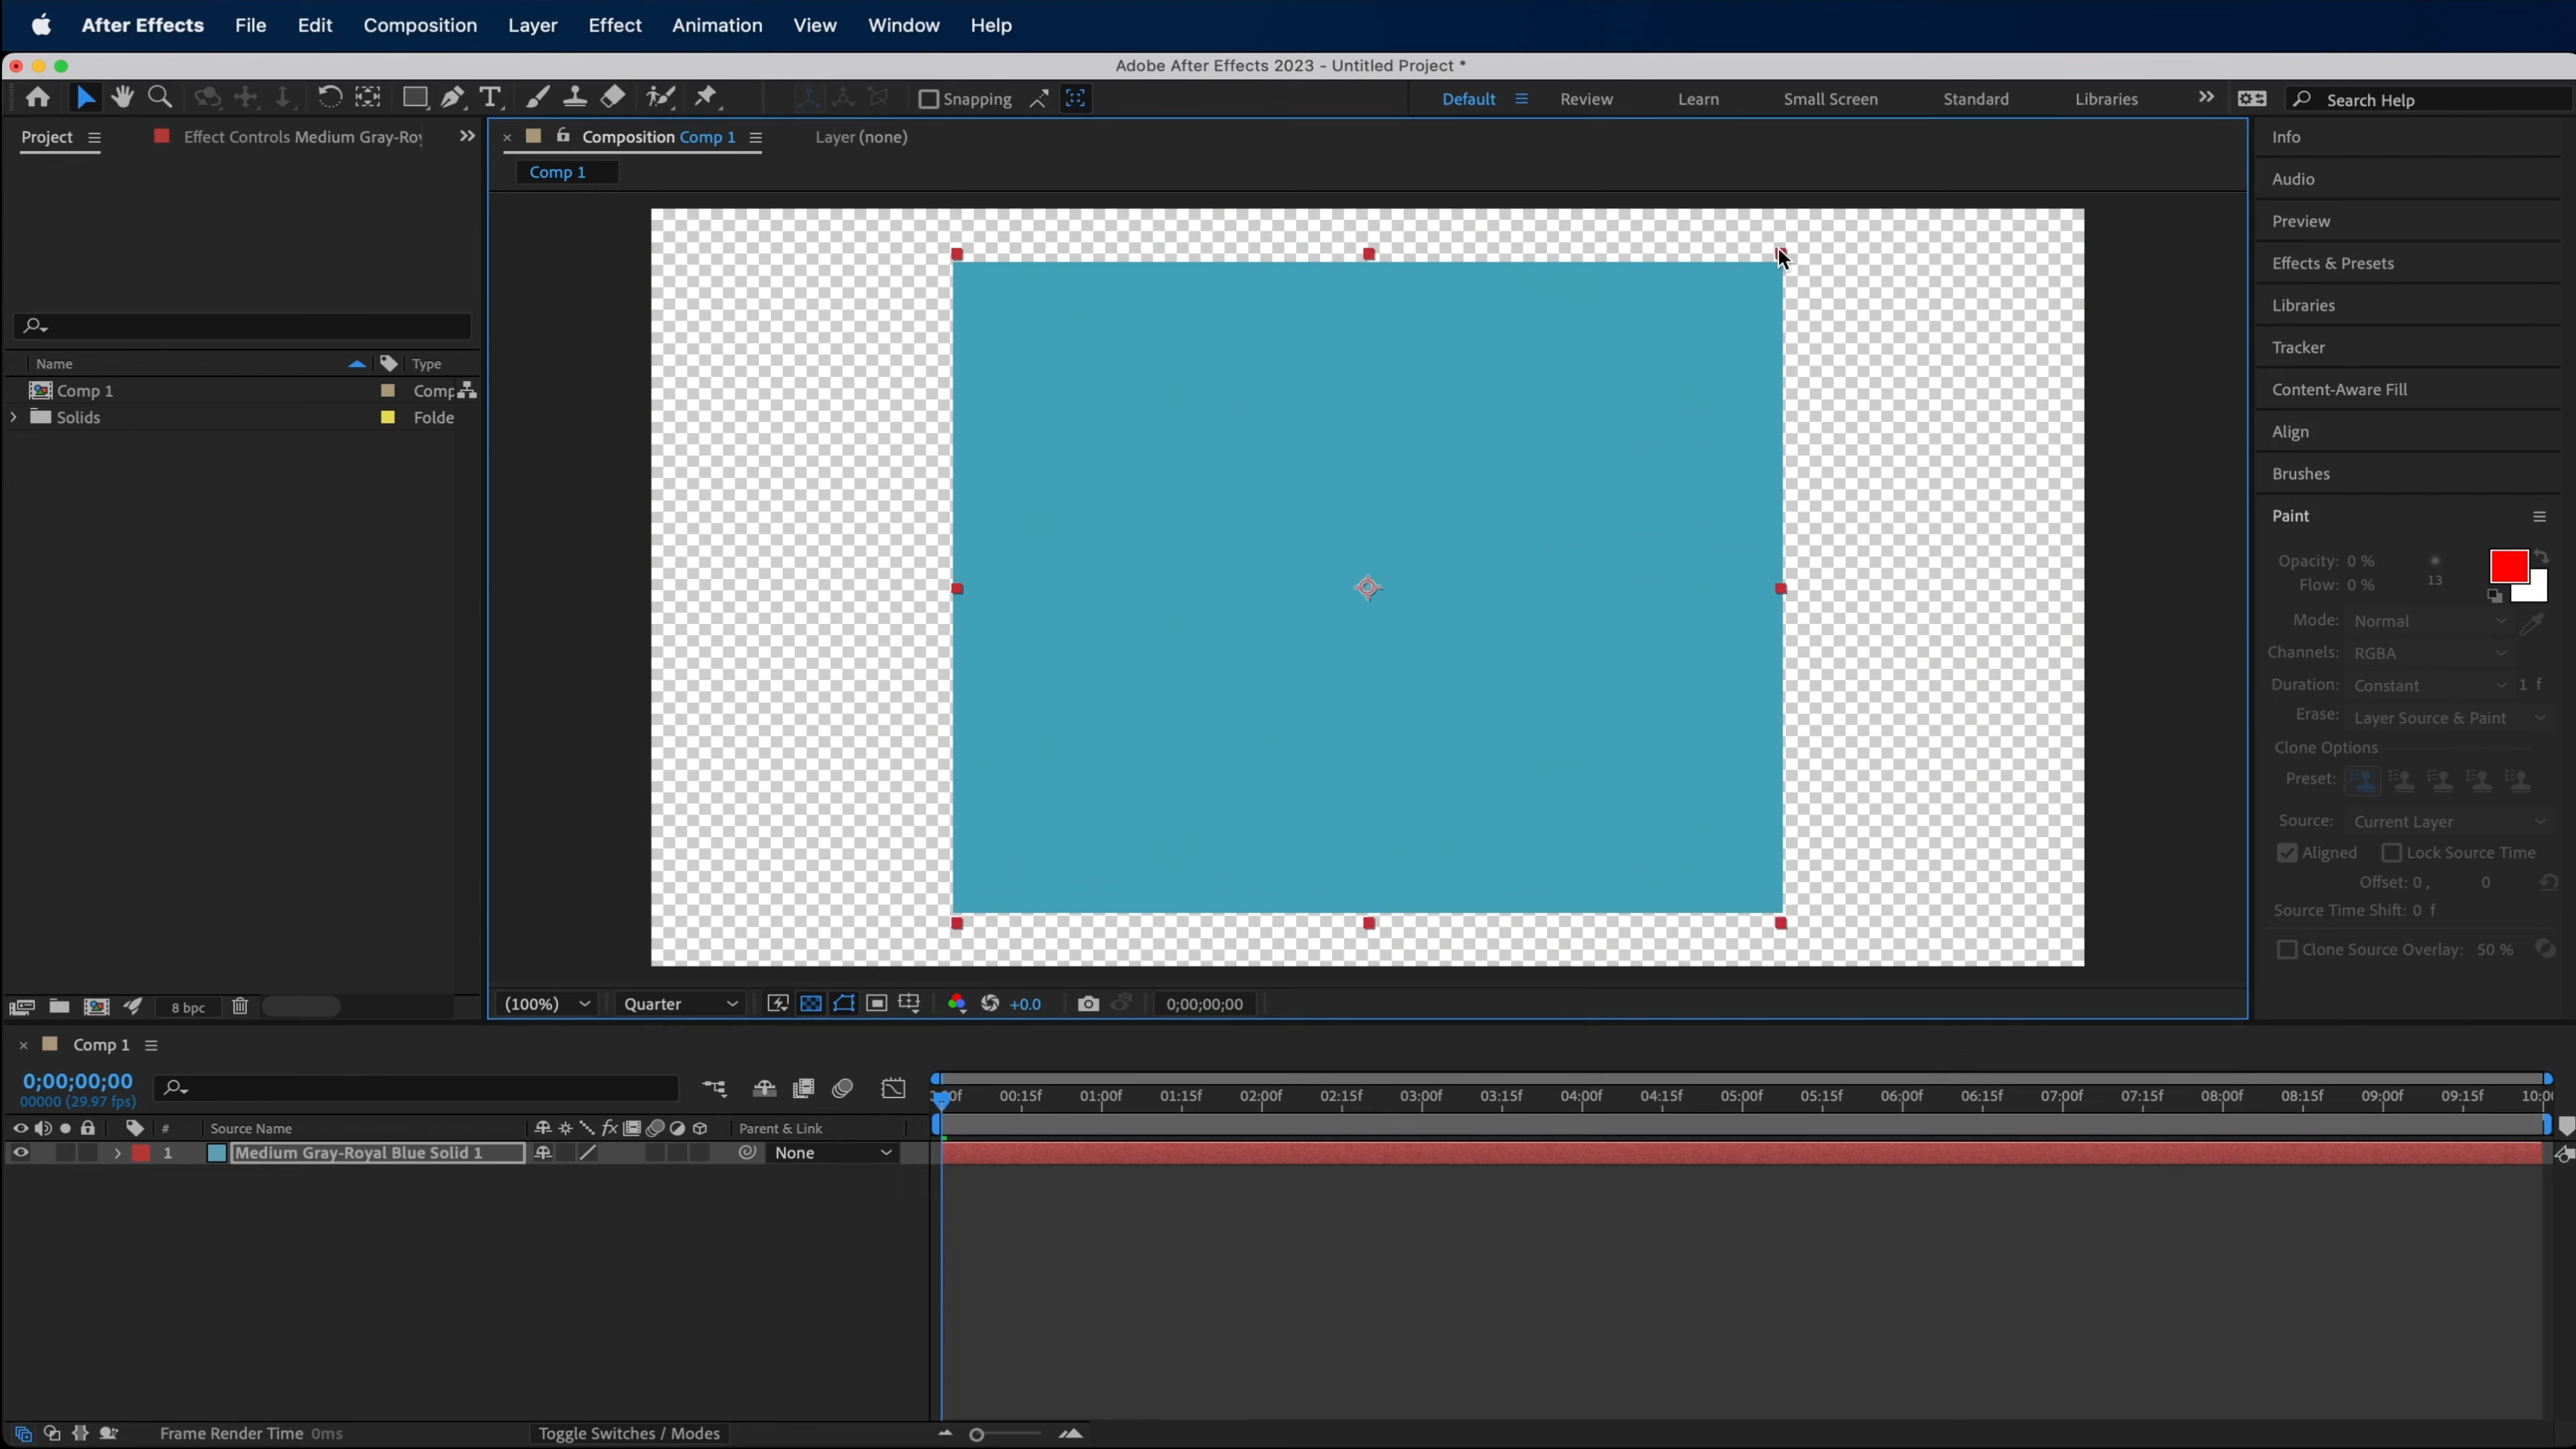 After Effects File Edit Composition Layer Effect Animation View Window Help
Adobe After Effects 2023 - Untitled Project *
Snapping Default Review Learn Small Screen Standard Libraries Search Help
Project Effect Controls Medium Gray-Roy
Composition Comp 1 Layer (none)
Comp 1
Name Type
Comp 1 Comp
Solids Folde
8 bpc
(100%) Quarter +0.0 0;00;00;00
Info
Audio
Preview
Effects & Presets
Libraries
Tracker
Content-Aware Fill
Align
Brushes
Paint
Opacity: 0 %
Flow: 0 % 13
Mode: Normal
Channels: RGBA
Duration: Constant 1 f
Erase: Layer Source & Paint
Clone Options
Preset:
Source: Current Layer
Aligned Lock Source Time
Offset: 0 , 0
Source Time Shift: 0 f
Clone Source Overlay: 50 %
Comp 1
0;00;00;00
00000 (29.97 fps)
00f 00:15f 01:00f 01:15f 02:00f 02:15f 03:00f 03:15f 04:00f 04:15f 05:00f 05:15f 06:00f 06:15f 07:00f 07:15f 08:00f 08:15f 09:00f 09:15f 10:0
# Source Name fx Parent & Link
1 Medium Gray-Royal Blue Solid 1 None
Frame Render Time 0ms Toggle Switches / Modes